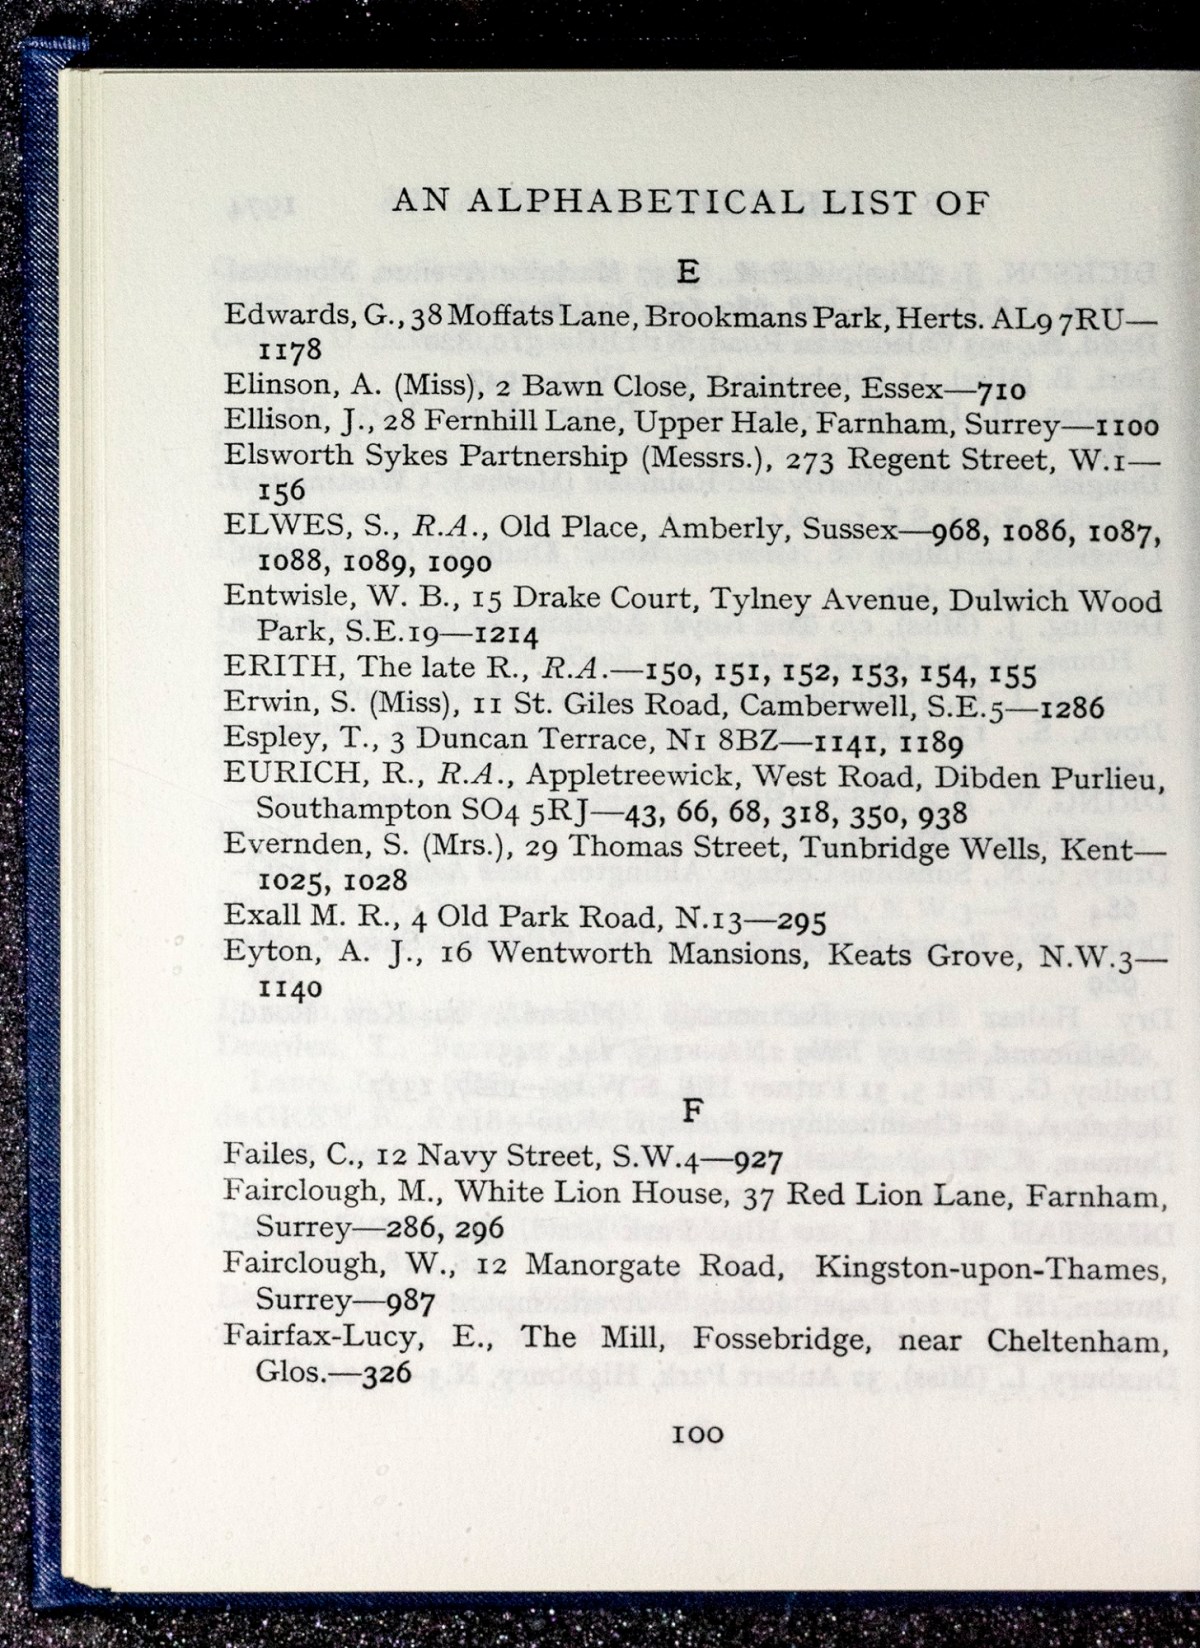 AN ALPHABETICAL LIST OF
E
Edwards, G., 38 Moffats Lane, Brookmans Park, Herts. AL9 7RU—
1178
Elinson, A. (Miss), 2 Bawn Close, Braintree, Essex—710
Ellison, J., 28 Fernhill Lane, Upper Hale, Farnham, Surrey—1100
Elsworth Sykes Partnership (Messrs.), 273 Regent Street, W.1—
156
ELWES, S., R.A., Old Place, Amberly, Sussex—968, 1086, 1087,
1088, 1089, 1090
Entwisle, W. B., 15 Drake Court, Tylney Avenue, Dulwich Wood
Park, S.E.19—1214
ERITH, The late R., R.A.—150, 151, 152, 153, 154, 155
Erwin, S. (Miss), 11 St. Giles Road, Camberwell, S.E.5—1286
Espley, T., 3 Duncan Terrace, N1 8BZ—1141, 1189
EURICH, R., R.A., Appletreewick, West Road, Dibden Purlieu,
Southampton SO4 5RJ—43, 66, 68, 318, 350, 938
Evernden, S. (Mrs.), 29 Thomas Street, Tunbridge Wells, Kent—
1025, 1028
Exall M. R., 4 Old Park Road, N.13—295
Eyton, A. J., 16 Wentworth Mansions, Keats Grove, N.W.3—
1140
F
Failes, C., 12 Navy Street, S.W.4—927
Fairclough, M., White Lion House, 37 Red Lion Lane, Farnham,
Surrey—286, 296
Fairclough, W., 12 Manorgate Road, Kingston-upon-Thames,
Surrey—987
Fairfax-Lucy, E., The Mill, Fossebridge, near Cheltenham,
Glos.—326
100